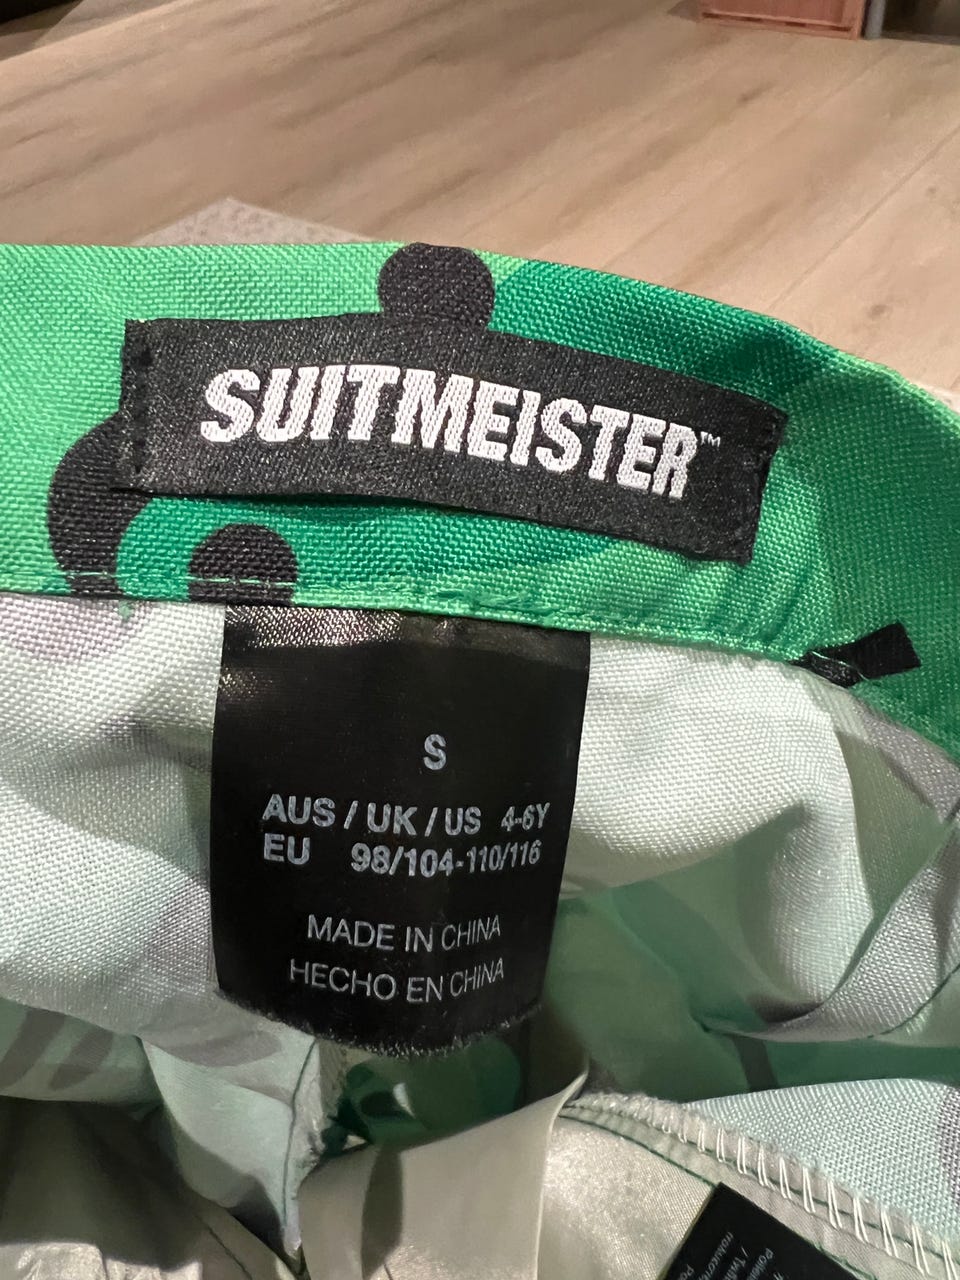 SUITMEISTER™
S
AUS / UK / US 4-6Y
EU 98/104-110/116
MADE IN CHINA
HECHO EN CHINA